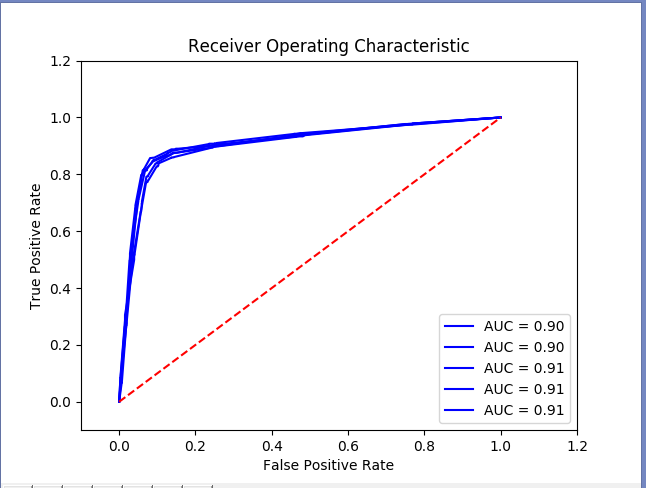 Receiver Operating Characteristic
1.2
1.0
0.8
0.6
0.4
0.2
0.0
True Positive Rate
AUC = 0.90
AUC = 0.90
AUC = 0.91
AUC = 0.91
AUC = 0.91
0.0 0.2 0.4 0.6 0.8 1.0 1.2
False Positive Rate